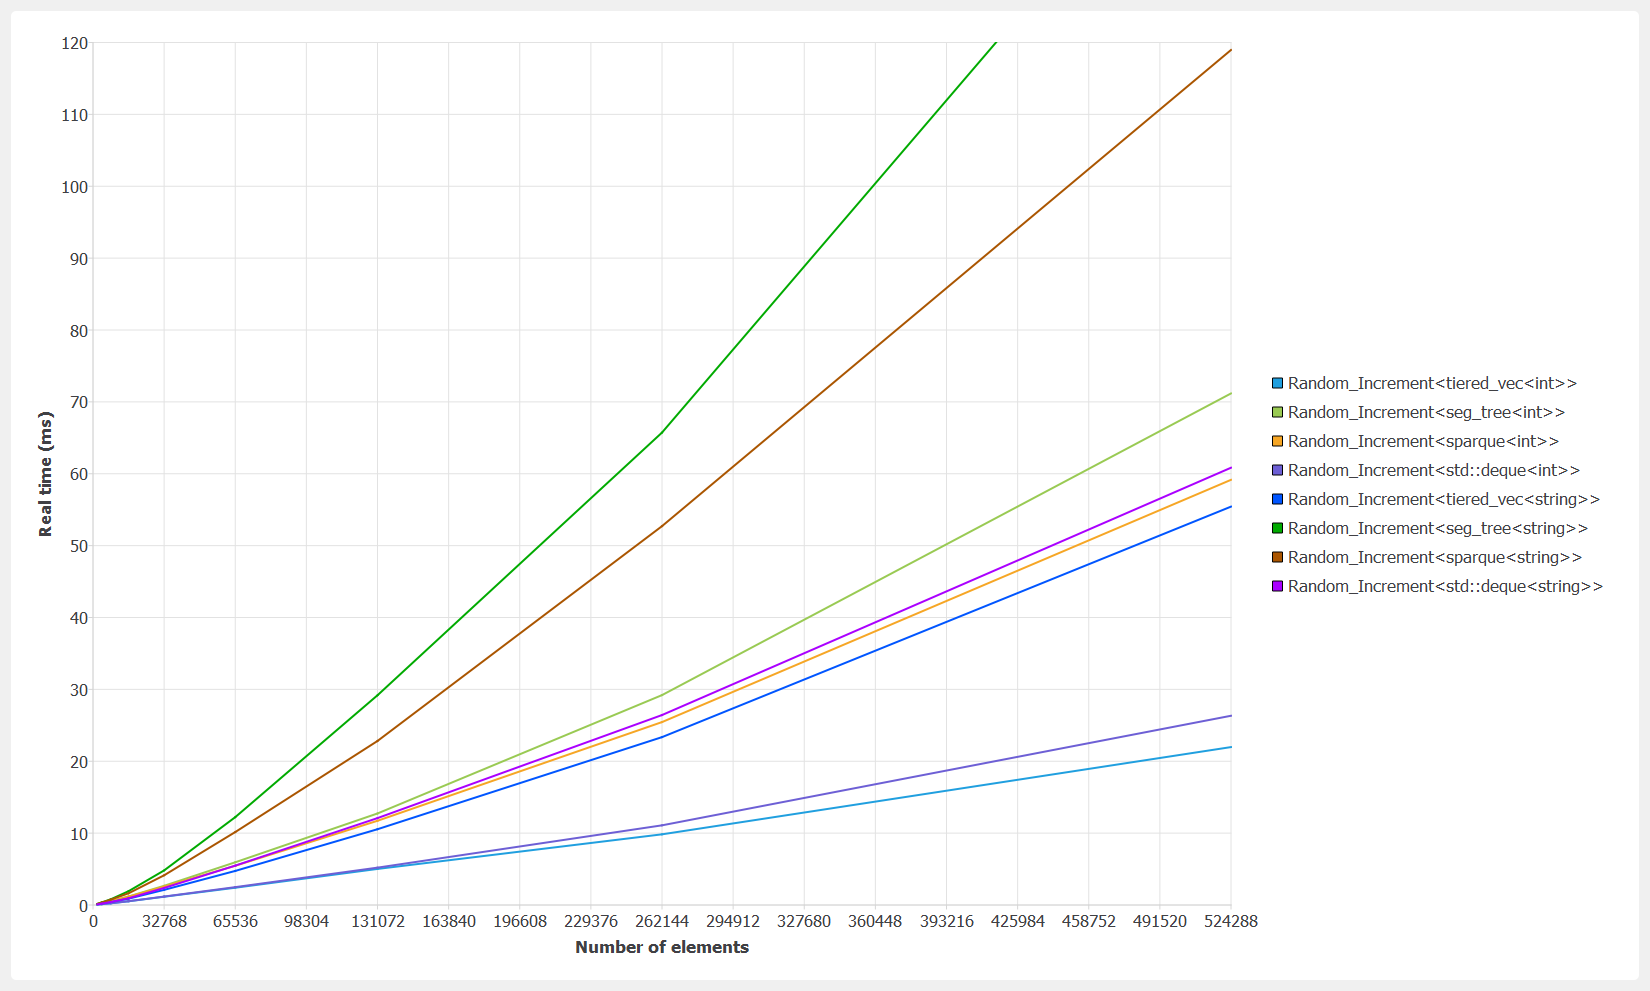 120
110
100
90
80
70
60
50
40
30
20
10
0
Real time (ms)
0 32768 65536 98304 131072 163840 196608 229376 262144 294912 327680 360448 393216 425984 458752 491520 524288
Number of elements
Random_Increment<tiered_vec<int>>
Random_Increment<seg_tree<int>>
Random_Increment<sparque<int>>
Random_Increment<std::deque<int>>
Random_Increment<tiered_vec<string>>
Random_Increment<seg_tree<string>>
Random_Increment<sparque<string>>
Random_Increment<std::deque<string>>